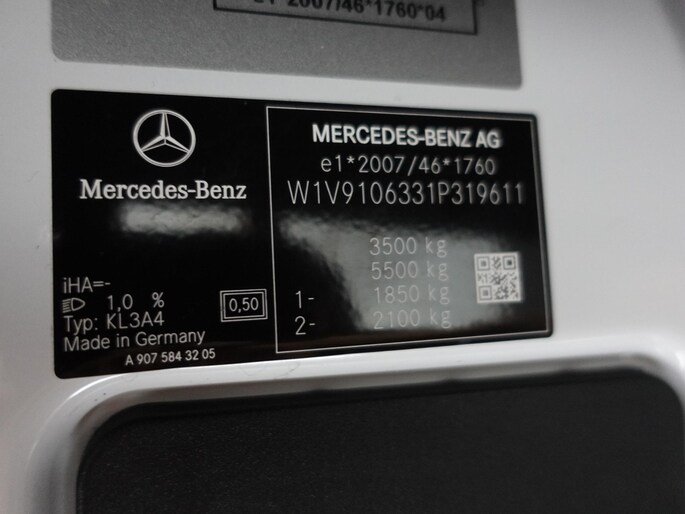 e1*2007/46*1760*04
Mercedes-Benz
MERCEDES-BENZ AG
e1*2007/46*1760
W1V9106331P319611
3500 kg
5500 kg
1- 1850 kg
2- 2100 kg
K1
iHA=-
1,0 %
0,50
Typ: KL3A4
Made in Germany
A 907 584 32 05